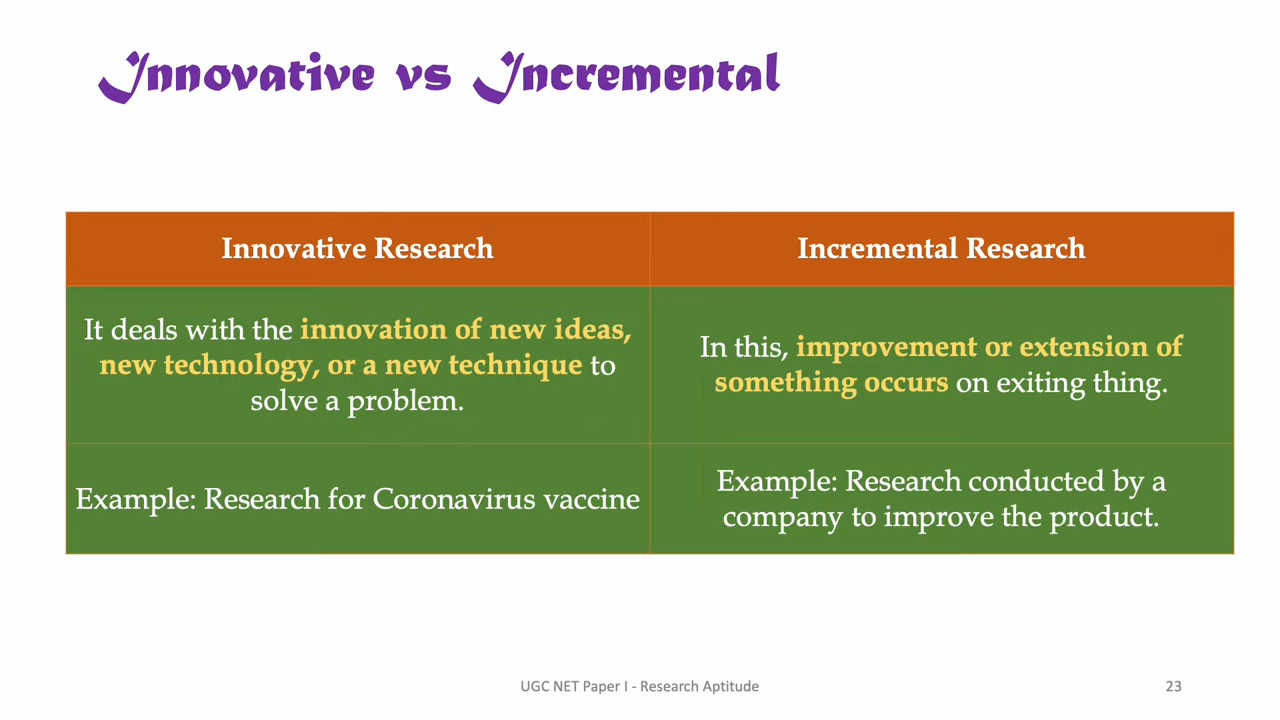 Innovative vs Incremental
Innovative Research
Incremental Research
It deals with the innovation of new ideas,
new technology, or a new technique to
solve a problem.
In this, improvement or extension of
something occurs on exiting thing.
Example: Research for Coronavirus vaccine
Example: Research conducted by a
company to improve the product.
UGC NET Paper I - Research Aptitude
23